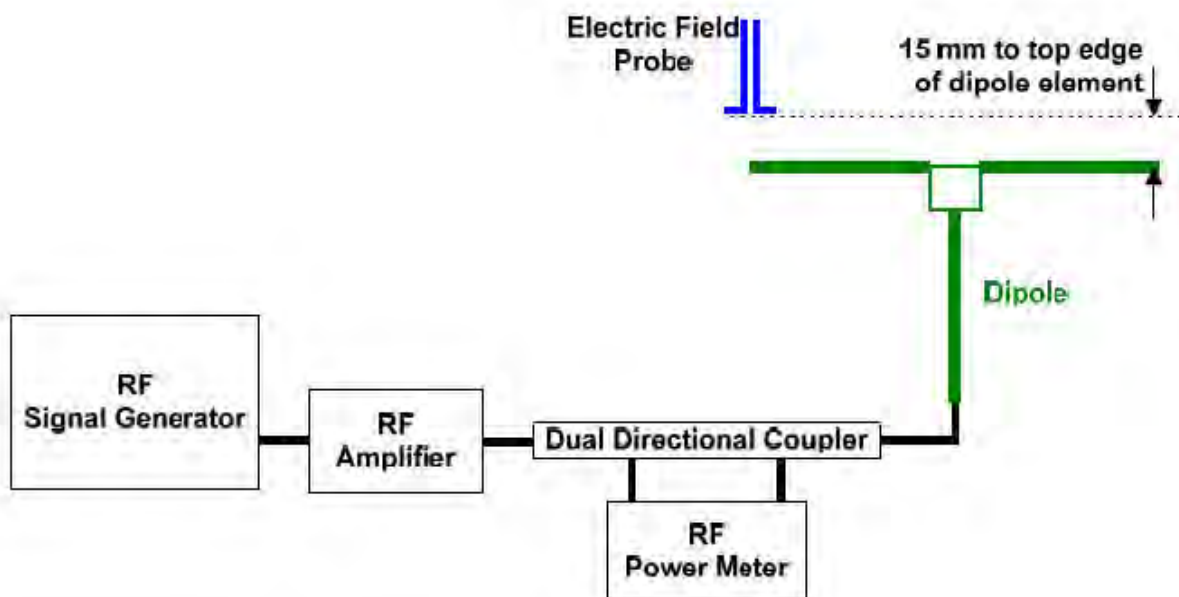 Electric Field
Probe
15 mm to top edge
of dipole element
Dipole
RF
Signal Generator
RF
Amplifier
Dual Directional Coupler
RF
Power Meter